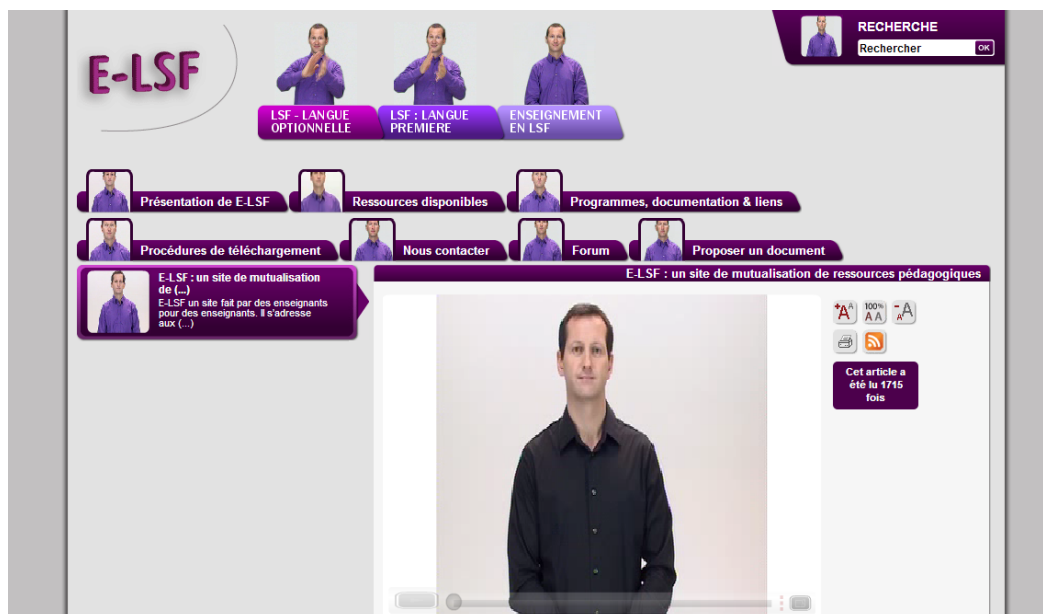 RECHERCHE
Rechercher
OK
E-LSF
LSF - LANGUE
OPTIONNELLE
LSF : LANGUE
PREMIERE
ENSEIGNEMENT
EN LSF
Présentation de E-LSF
Ressources disponibles
Programmes, documentation & liens
Procédures de téléchargement
Nous contacter
Forum
Proposer un document
E-LSF : un site de mutualisation
de (...)
E-LSF un site fait par des enseignants
pour des enseignants. Il s'adresse
aux (...)
E-LSF : un site de mutualisation de ressources pédagogiques
+A A
100%
A A
- A A
Cet article a
été lu 1715
fois